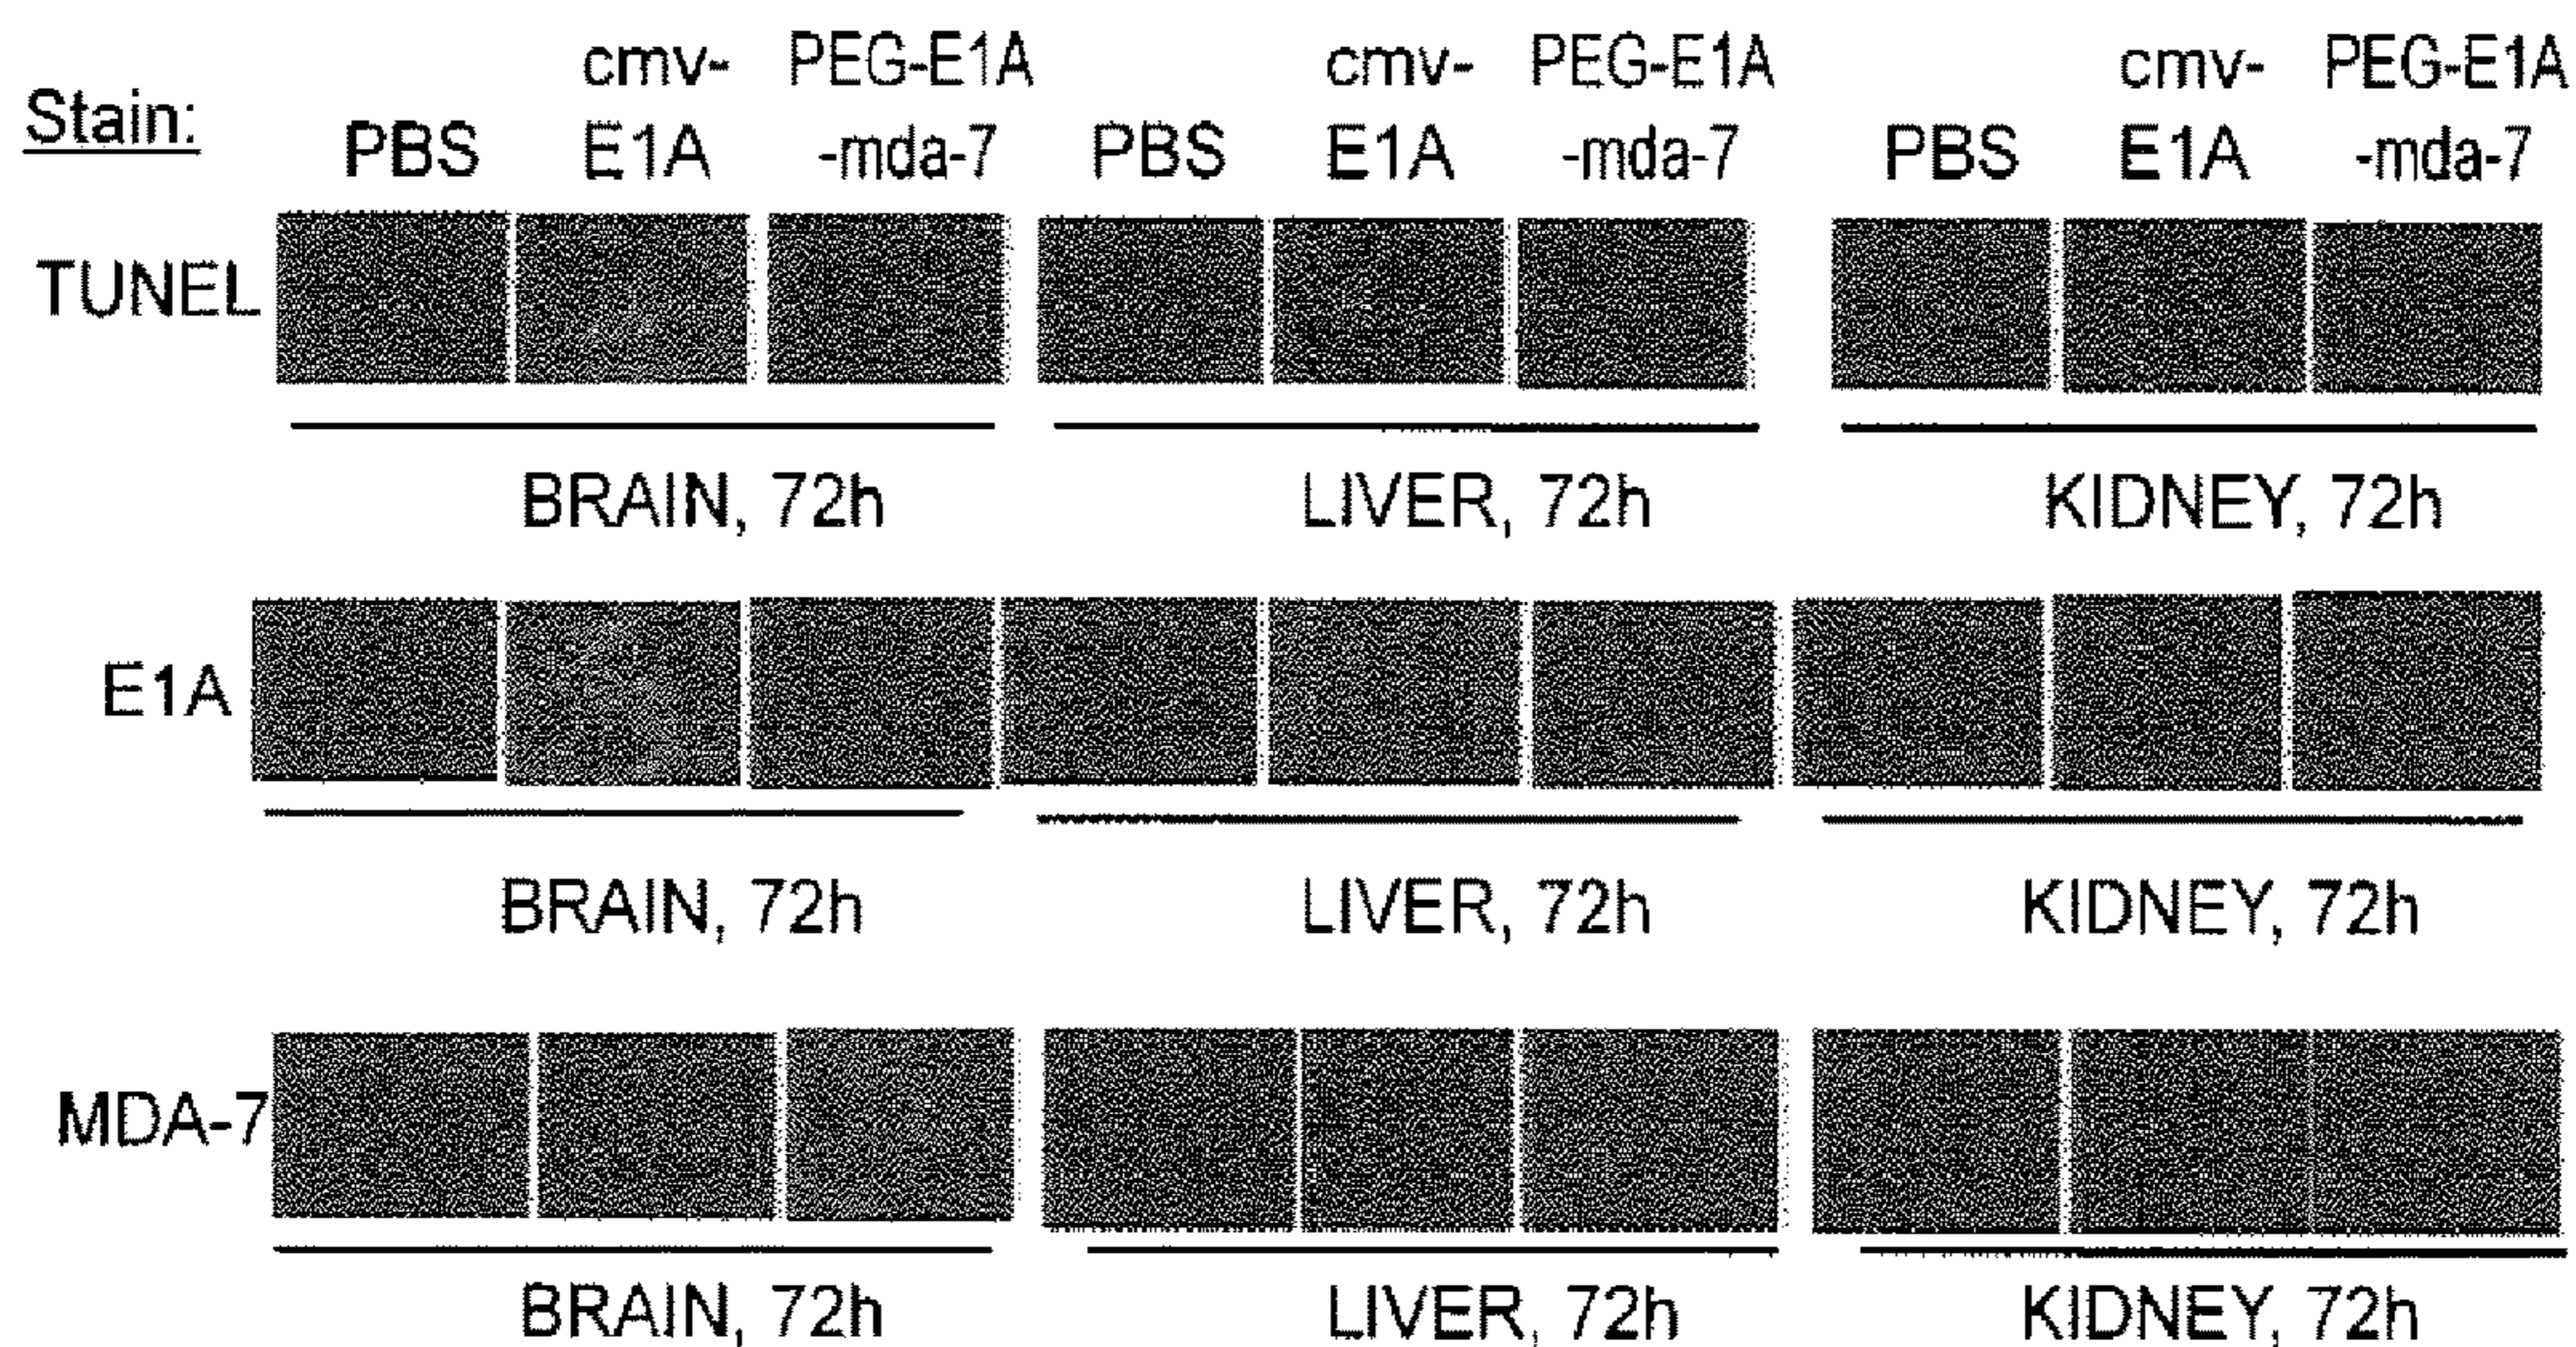 cmv- PEG-E1A cmv- PEG-E1A cmv- PEG-E1A
Stain: PBS E1A -mda-7 PBS E1A -mda-7 PBS E1A -mda-7
TUNEL
BRAIN, 72h LIVER, 72h KIDNEY, 72h
E1A
BRAIN, 72h LIVER, 72h KIDNEY, 72h
MDA-7
BRAIN, 72h LIVER, 72h KIDNEY, 72h